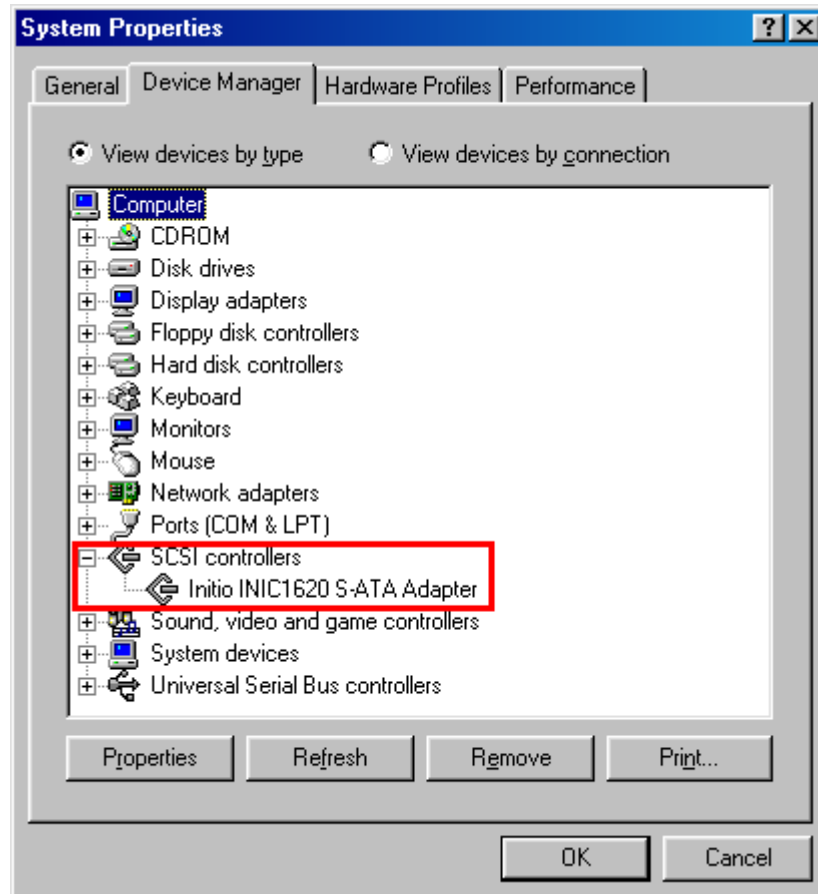 System Properties
General Device Manager Hardware Profiles Performance
View devices by type View devices by connection
Computer
CDROM
Disk drives
Display adapters
Floppy disk controllers
Hard disk controllers
Keyboard
Monitors
Mouse
Network adapters
Ports (COM & LPT)
SCSI controllers
Initio INIC1620 S-ATA Adapter
Sound, video and game controllers
System devices
Universal Serial Bus controllers
Properties Refresh Remove Print...
OK Cancel